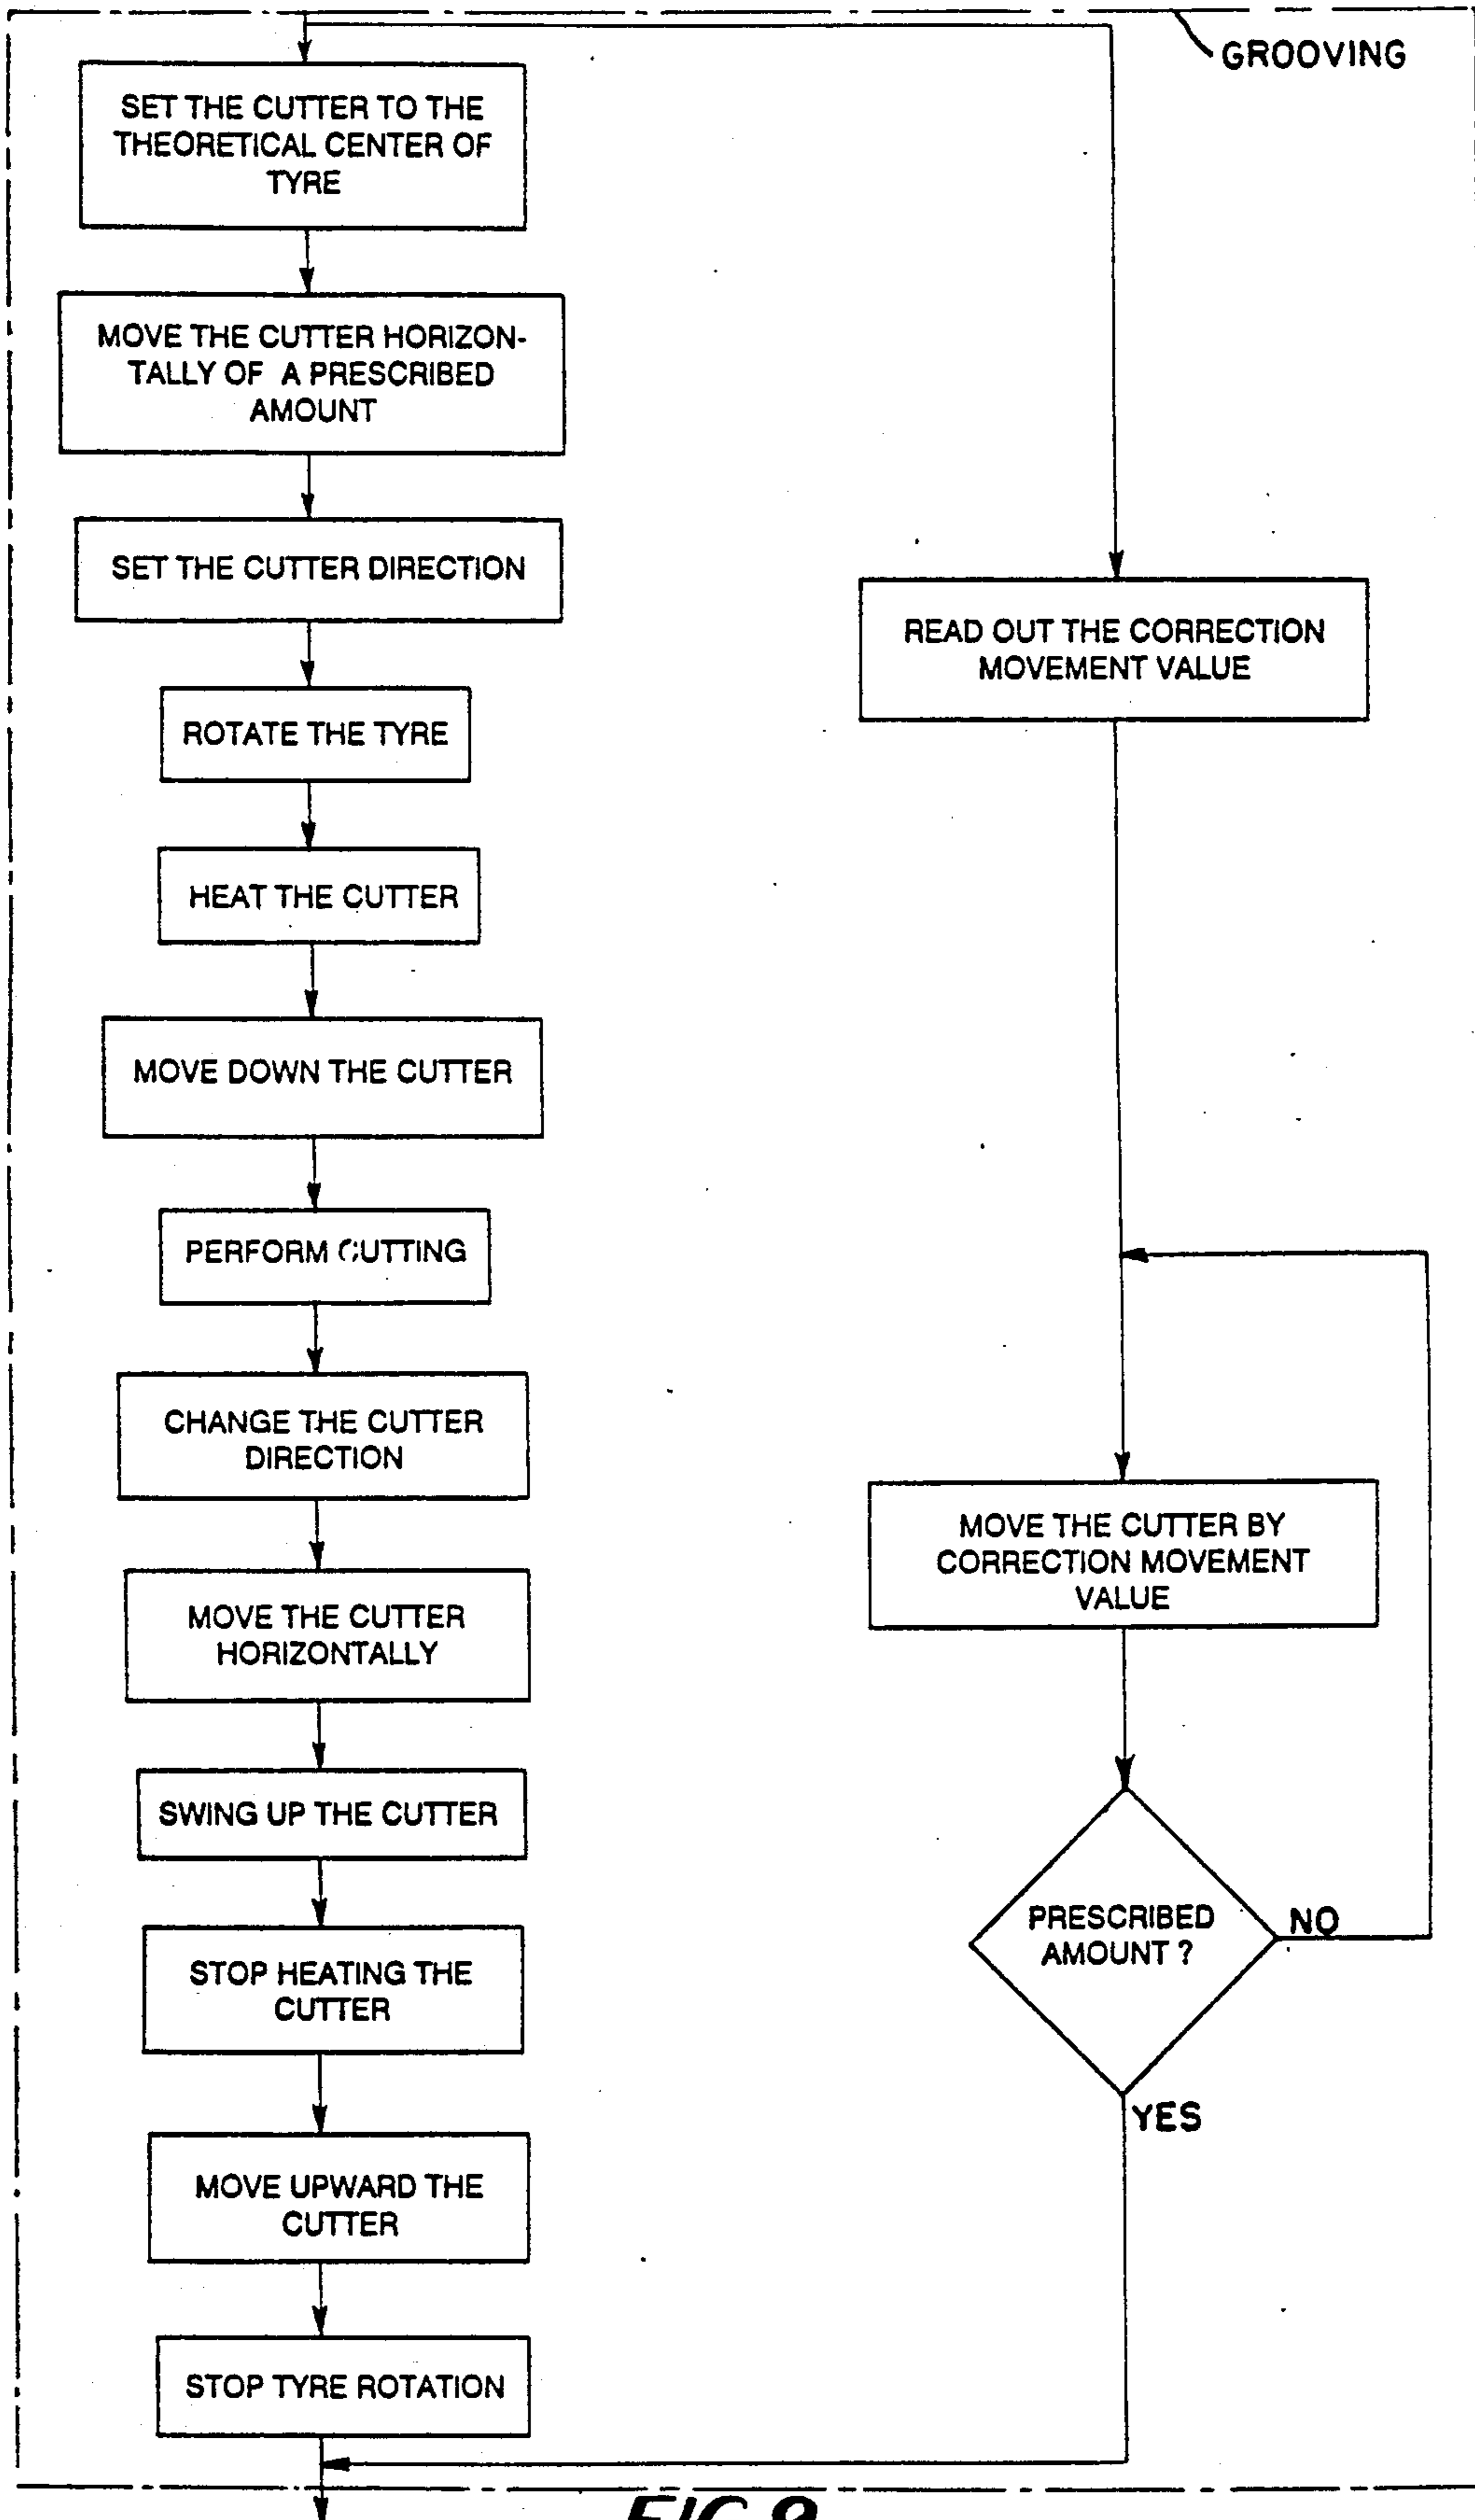 GROOVING
SET THE CUTTER TO THE
THEORETICAL CENTER OF
TYRE
MOVE THE CUTTER HORIZON-
TALLY OF A PRESCRIBED
AMOUNT
SET THE CUTTER DIRECTION
ROTATE THE TYRE
HEAT THE CUTTER
MOVE DOWN THE CUTTER
PERFORM CUTTING
CHANGE THE CUTTER
DIRECTION
MOVE THE CUTTER
HORIZONTALLY
SWING UP THE CUTTER
STOP HEATING THE
CUTTER
MOVE UPWARD THE
CUTTER
STOP TYRE ROTATION
READ OUT THE CORRECTION
MOVEMENT VALUE
MOVE THE CUTTER BY
CORRECTION MOVEMENT
VALUE
PRESCRIBED
AMOUNT ?
NO
YES